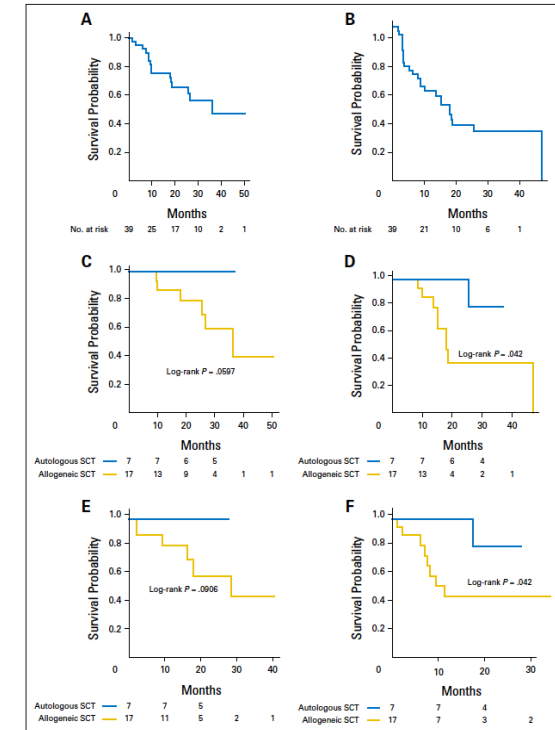 A
Survival Probability
1.0
0.8
0.6
0.4
0.2
0 10 20 30 40 50
Months
No. at risk 39 25 17 10 2 1
B
Survival Probability
1.0
0.8
0.6
0.4
0.2
0 10 20 30 40
Months
No. at risk 39 21 10 6 1
C
Survival Probability
1.0
0.8
0.6
0.4
0.2
Log-rank P = .0597
0 10 20 30 40 50
Months
Autologous SCT 7 7 6 5
Allogeneic SCT 17 13 9 4 1 1
D
Survival Probability
1.0
0.8
0.6
0.4
0.2
Log-rank P = .042
0 10 20 30 40
Months
Autologous SCT 7 7 6 4
Allogeneic SCT 17 13 4 2 1
E
Survival Probability
1.0
0.8
0.6
0.4
0.2
Log-rank P = .0906
0 10 20 30 40
Months
Autologous SCT 7 7 5
Allogeneic SCT 17 11 5 2 1
F
Survival Probability
1.0
0.8
0.6
0.4
0.2
Log-rank P = .042
0 10 20 30
Months
Autologous SCT 7 7 4
Allogeneic SCT 17 7 3 2